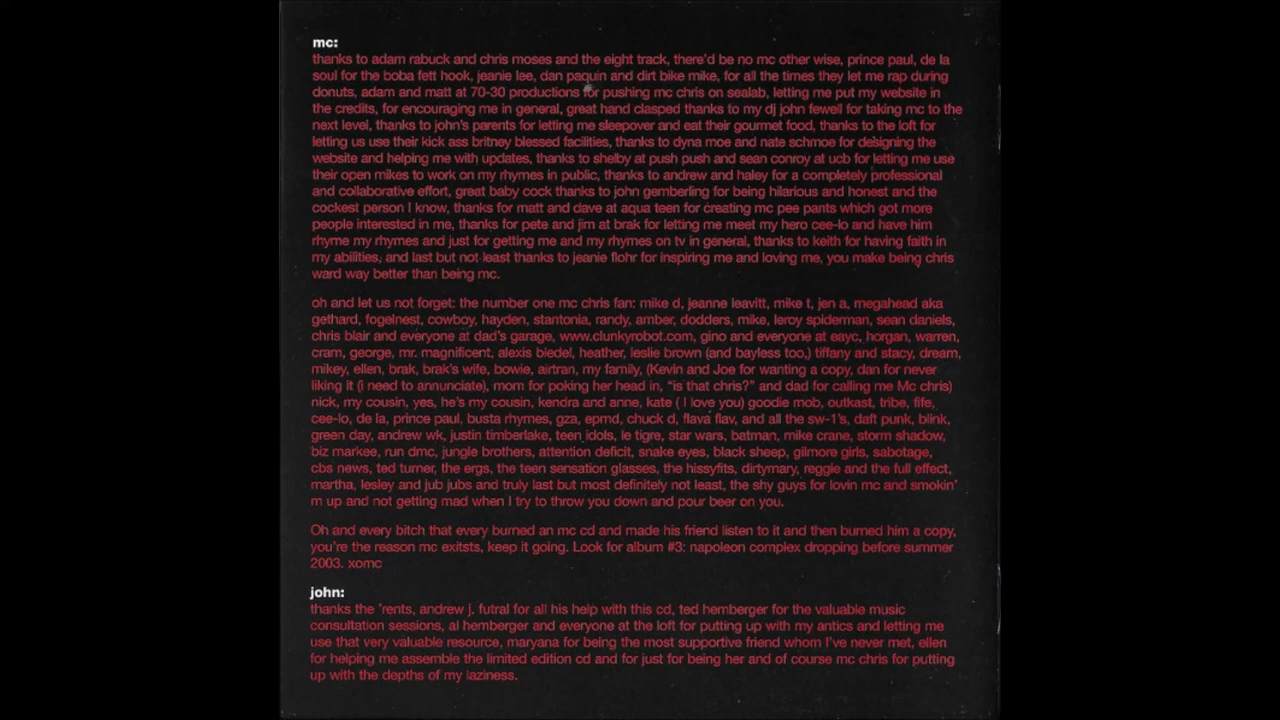 mc:
thanks to adam rabuck and chris moses and the eight track, there'd be no mc other wise, prince paul, de la
soul for the boba fett hook, jeanie lee, dan paquin and dirt bike mike, for all the times they let me rap during
donuts, adam and matt at 70-30 productions for pushing mc chris on sealab, letting me put my website in
the credits, for encouraging me in general, great hand clasped thanks to my dj john fewell for taking mc to the
next level, thanks to john's parents for letting me sleepover and eat their gourmet food, thanks to the loft for
letting us use their kick ass britney blessed facilities, thanks to dyna moe and nate schmoe for designing the
website and helping me with updates, thanks to shelby at push push and sean conroy at ucb for letting me use
their open mikes to work on my rhymes in public, thanks to andrew and haley for a completely professional
and collaborative effort, great baby cock thanks to john gemberling for being hilarious and honest and the
cockest person I know, thanks for matt and dave at aqua teen for creating mc pee pants which got more
people interested in me, thanks for pete and jim at brak for letting me meet my hero cee-lo and have him
rhyme my rhymes and just for getting me and my rhymes on tv in general, thanks to keith for having faith in
my abilities, and last but not least thanks to jeanie flohr for inspiring me and loving me, you make being chris
ward way better than being mc.
oh and let us not forget: the number one mc chris fan: mike d, jeanne leavitt, mike t, jen a, megahead aka
gethard, fogelnest, cowboy, hayden, stantonia, randy, amber, dodders, mike, leroy spiderman, sean daniels,
chris blair and everyone at dad's garage, www.clunkyrobot.com, gino and everyone at eayc, horgan, warren,
cram, george, mr. magnificent, alexis bledel, heather, leslie brown (and bayless too,) tiffany and stacy, dream,
mikey, ellen, brak, brak's wife, bowie, airtran, my family, (Kevin and Joe for wanting a copy, dan for never
liking it (i need to annunciate), mom for poking her head in, "is that chris?" and dad for calling me Mc chris)
nick, my cousin, yes, he's my cousin, kendra and anne, kate ( I love you) goodie mob, outkast, tribe, fife,
cee-lo, de la, prince paul, busta rhymes, gza, epmd, chuck d, flava flav, and all the sw-1's, daft punk, blink,
green day, andrew wk, justin timberlake, teen idols, le tigre, star wars, batman, mike crane, storm shadow,
biz markee, run dmc, jungle brothers, attention deficit, snake eyes, black sheep, gilmore girls, sabotage,
cbs news, ted turner, the ergs, the teen sensation glasses, the hissyfits, dirtymary, reggie and the full effect,
martha, lesley and jub jubs and truly last but most definitely not least, the shy guys for lovin mc and smokin'
m up and not getting mad when I try to throw you down and pour beer on you.
Oh and every bitch that every burned an mc cd and made his friend listen to it and then burned him a copy,
you're the reason mc exitsts, keep it going. Look for album #3: napoleon complex dropping before summer
2003. xomc
john:
thanks the 'rents, andrew j. futral for all his help with this cd, ted hemberger for the valuable music
consultation sessions, al hemberger and everyone at the loft for putting up with my antics and letting me
use that very valuable resource, maryana for being the most supportive friend whom I've never met, ellen
for helping me assemble the limited edition cd and for just for being her and of course mc chris for putting
up with the depths of my laziness.